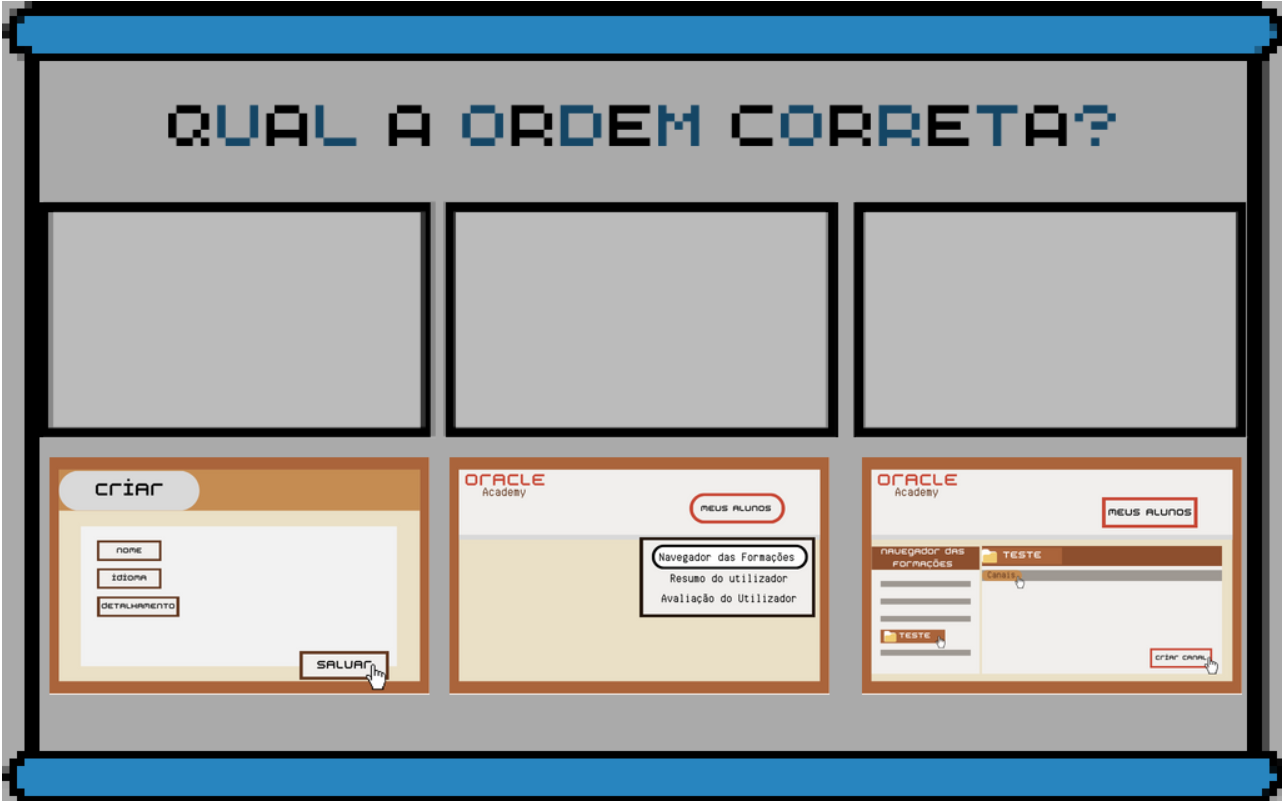 QUAL A ORDEM CORRETA?
CRIAR
NOME
IDIOMA
DETALHAMENTO
SALVAR
ORACLE
Academy
MEUS ALUNOS
Navegador das Formações
Resumo do utilizador
Avaliação do Utilizador
ORACLE
Academy
MEUS ALUNOS
NAVEGADOR DAS
FORMAÇÕES
TESTE
Canais
TESTE
CRIAR CANAL